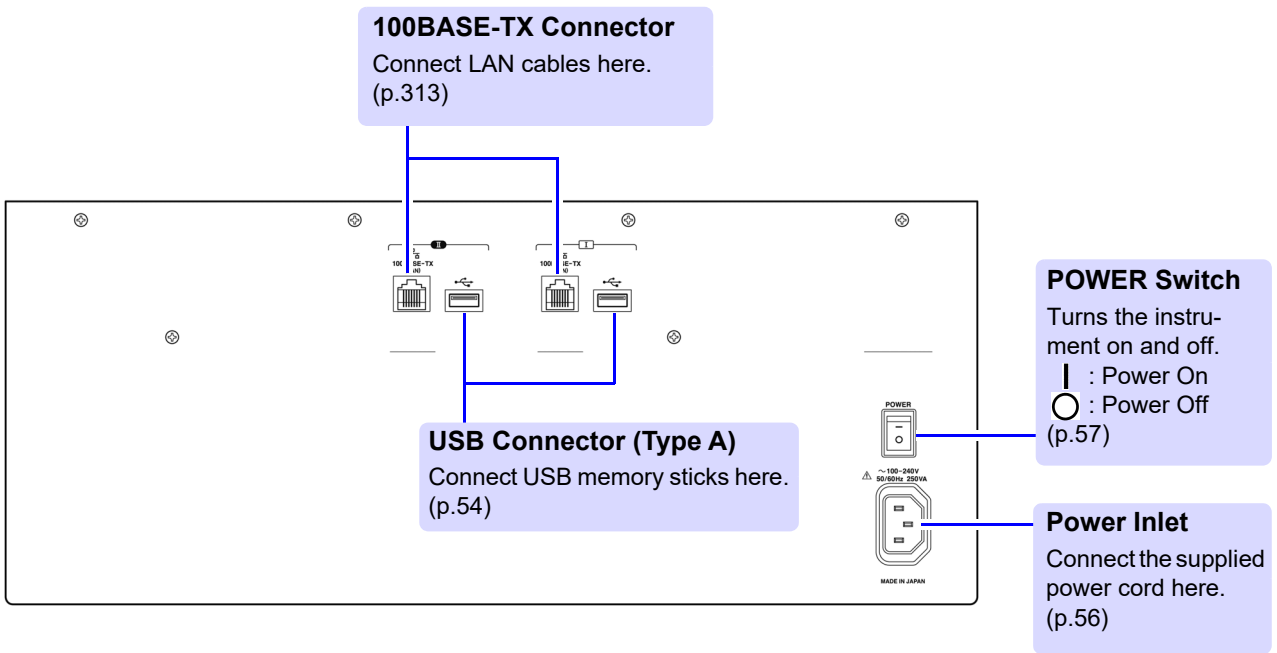 100BASE-TX Connector
Connect LAN cables here.
(p.313)
II
I
POWER Switch
Turns the instru-
ment on and off.
: Power On
: Power Off
(p.57)
POWER
USB Connector (Type A)
Connect USB memory sticks here.
(p.54)
～100-240V
50/60Hz 250VA
Power Inlet
Connect the supplied
power cord here.
(p.56)
MADE IN JAPAN